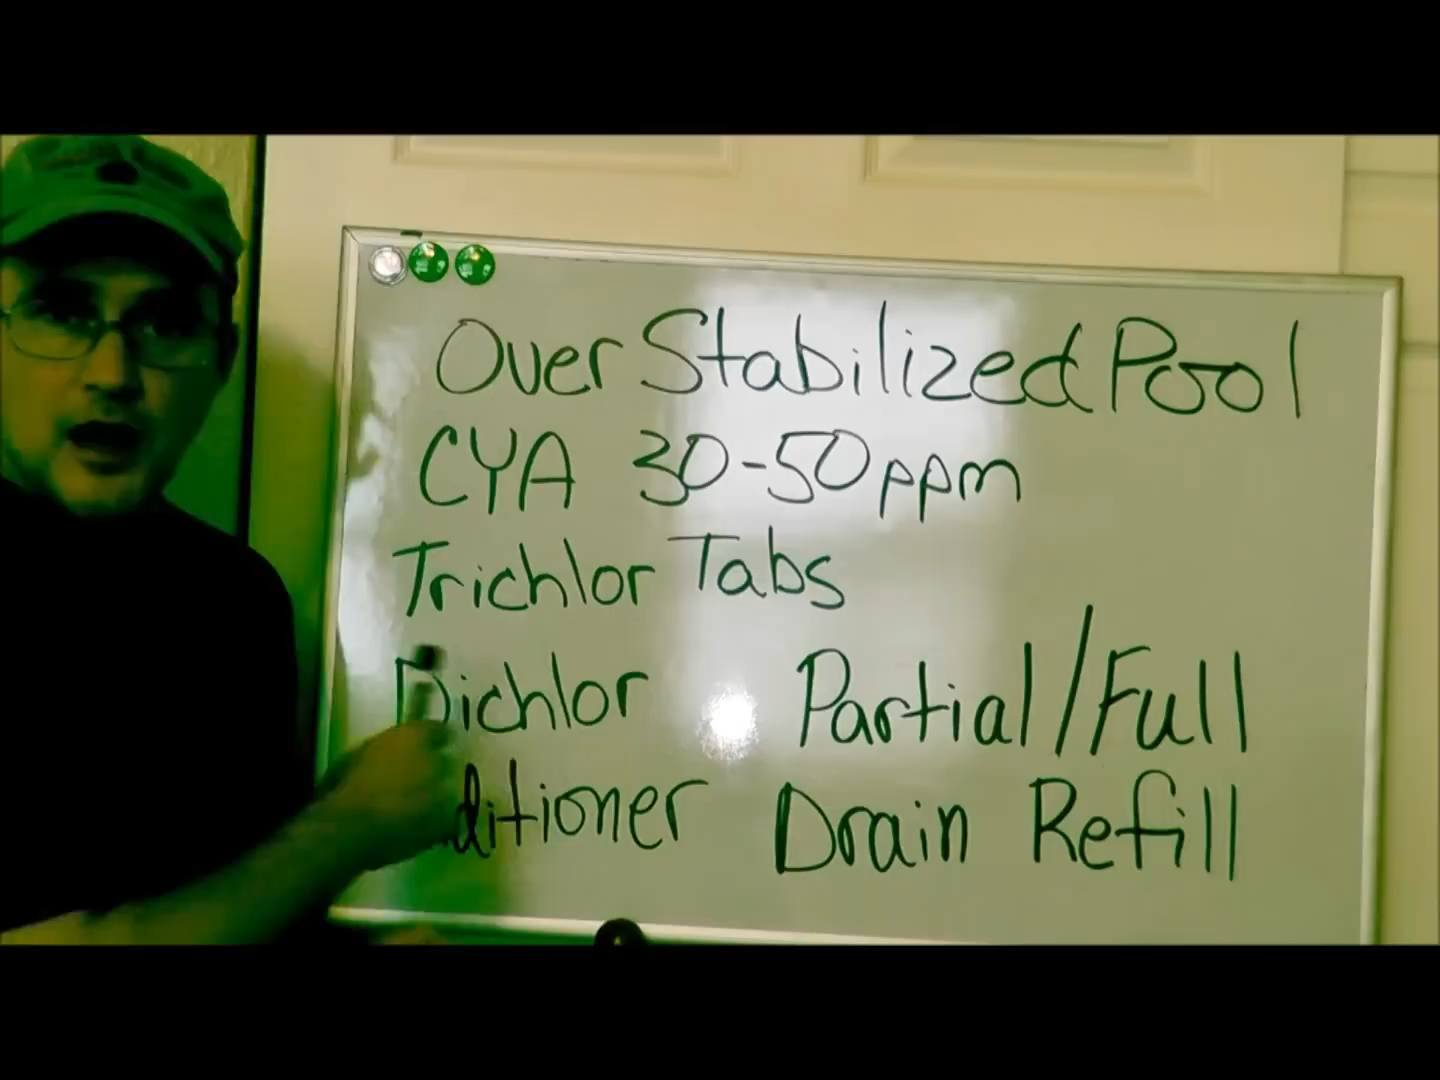 Over Stabilized Pool
CYA 30-50ppm
Trichlor Tabs
Dichlor
Partial/Full
Drain Refill